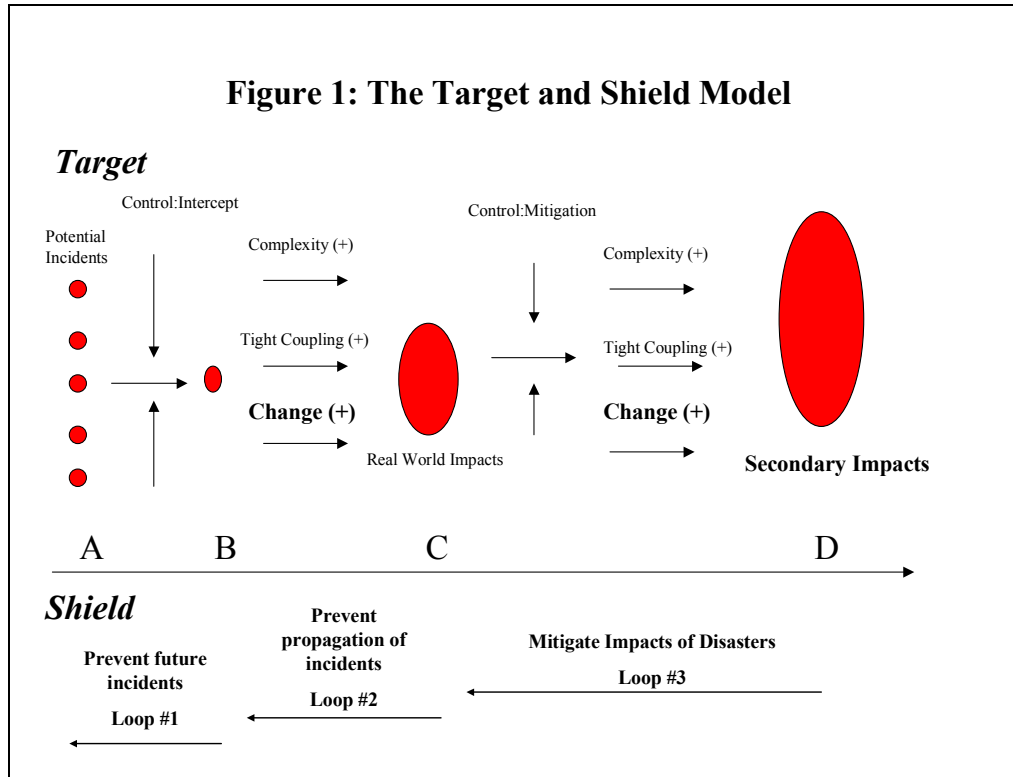 Figure 1: The Target and Shield Model
Target
Control:Intercept
Control:Mitigation
Potential
Incidents
Complexity (+)
Complexity (+)
Tight Coupling (+)
Tight Coupling (+)
Change (+)
Change (+)
Real World Impacts
Secondary Impacts
A
B
C
D
Shield
Prevent future
incidents
Loop #1
Prevent
propagation of
incidents
Loop #2
Mitigate Impacts of Disasters
Loop #3